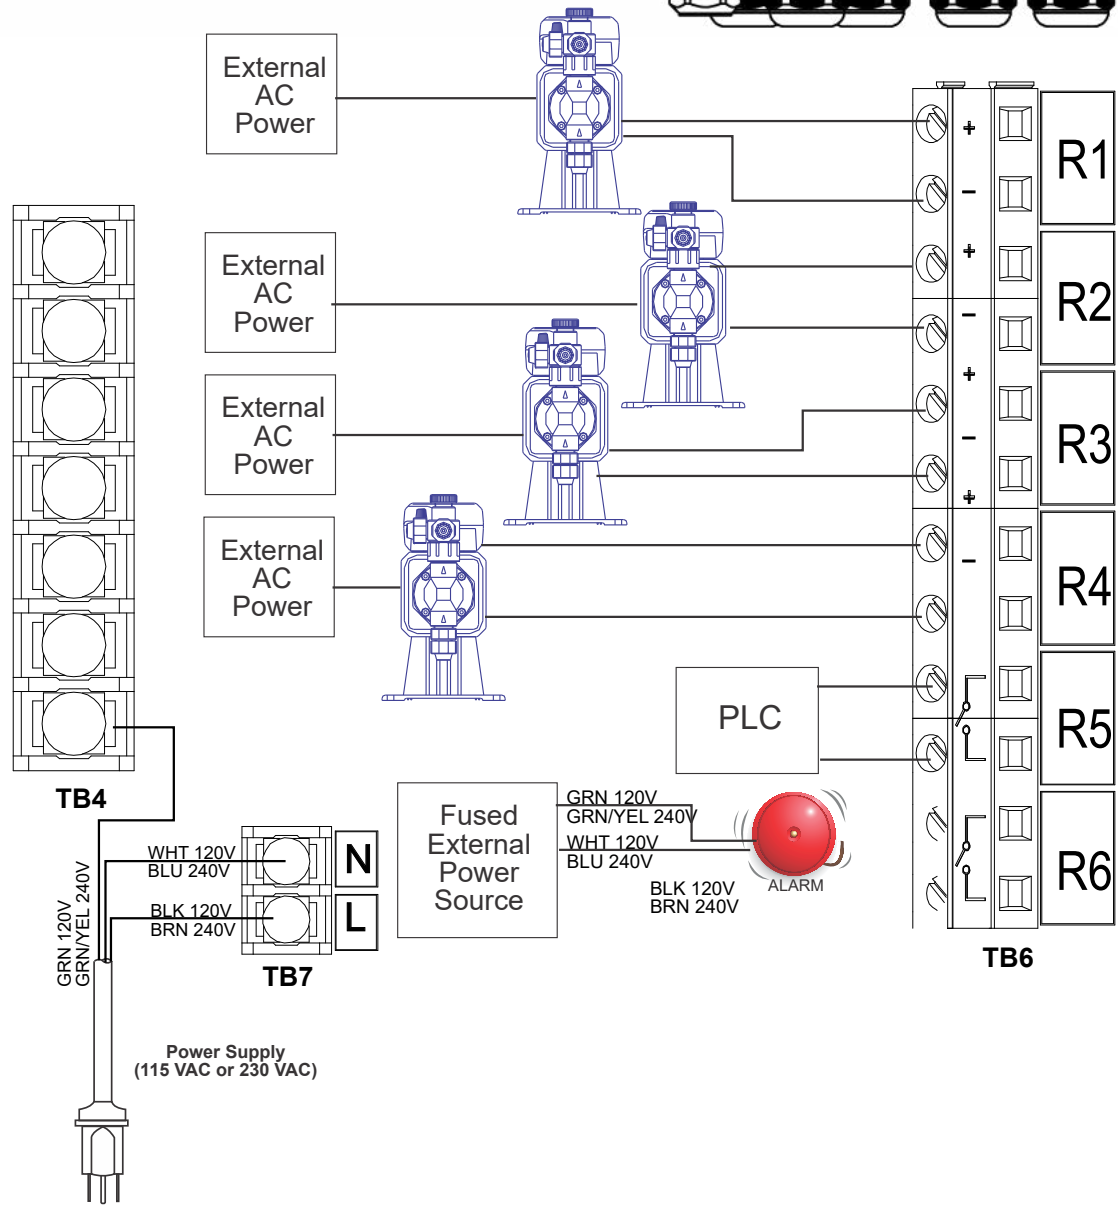 External
AC
Power
R1
External
AC
Power
R2
External
AC
Power
R3
External
AC
Power
R4
PLC
R5
TB4
Fused
External
Power
Source
GRN 120V
GRN/YEL 240V
WHT 120V
BLU 240V
BLK 120V
BRN 240V
ALARM
R6
TB6
WHT 120V
BLU 240V
N
BLK 120V
BRN 240V
L
TB7
GRN 120V
GRN/YEL 240V
Power Supply
(115 VAC or 230 VAC)
+
−
+
−
+
−
+
−